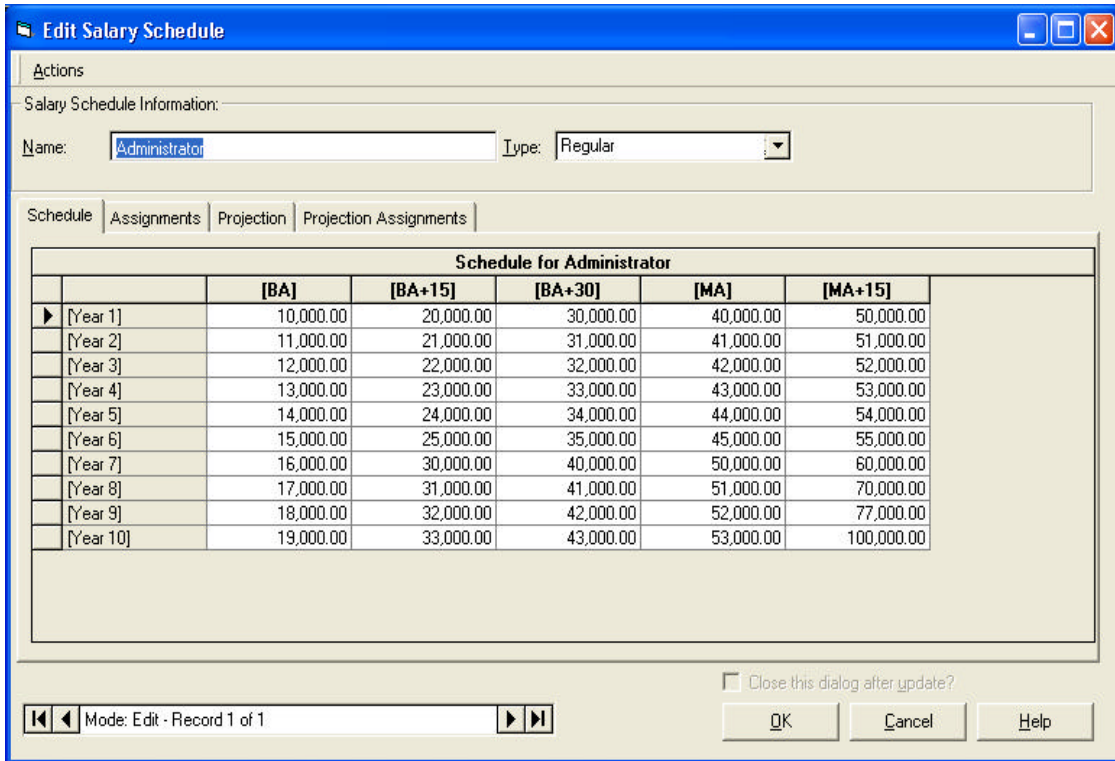 Edit Salary Schedule
Actions
Salary Schedule Information:
Name: Administrator Type: Regular
Schedule Assignments Projection Projection Assignments
Schedule for Administrator
[BA] [BA+15] [BA+30] [MA] [MA+15]
[Year 1] 10,000.00 20,000.00 30,000.00 40,000.00 50,000.00
[Year 2] 11,000.00 21,000.00 31,000.00 41,000.00 51,000.00
[Year 3] 12,000.00 22,000.00 32,000.00 42,000.00 52,000.00
[Year 4] 13,000.00 23,000.00 33,000.00 43,000.00 53,000.00
[Year 5] 14,000.00 24,000.00 34,000.00 44,000.00 54,000.00
[Year 6] 15,000.00 25,000.00 35,000.00 45,000.00 55,000.00
[Year 7] 16,000.00 30,000.00 40,000.00 50,000.00 60,000.00
[Year 8] 17,000.00 31,000.00 41,000.00 51,000.00 70,000.00
[Year 9] 18,000.00 32,000.00 42,000.00 52,000.00 77,000.00
[Year 10] 19,000.00 33,000.00 43,000.00 53,000.00 100,000.00
Close this dialog after update?
Mode: Edit - Record 1 of 1 OK Cancel Help